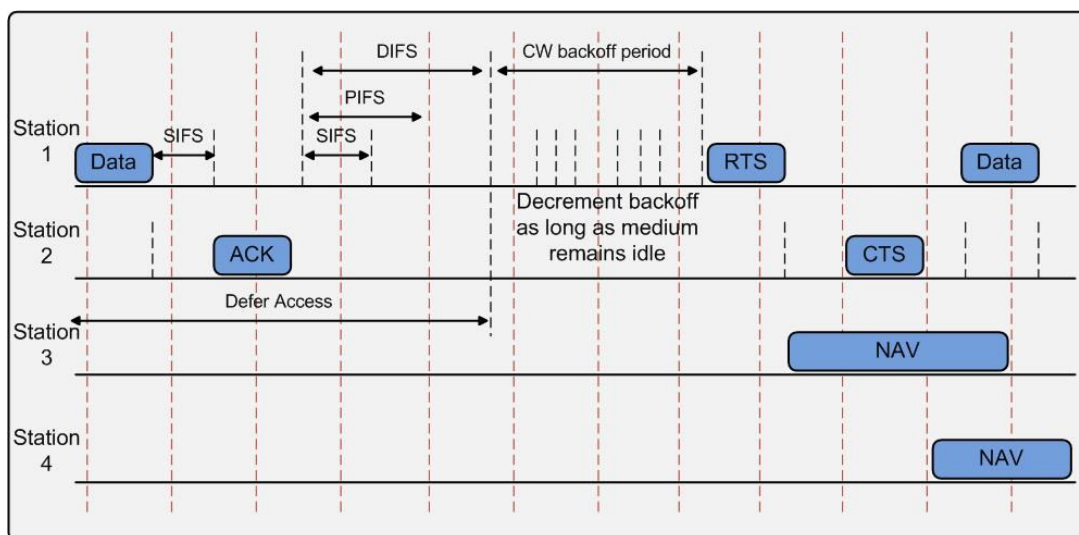 DIFS
CW backoff period
PIFS
Station
1
SIFS
SIFS
Data
RTS
Data
Decrement backoff
as long as medium
remains idle
Station
2
ACK
CTS
Defer Access
Station
3
NAV
Station
4
NAV